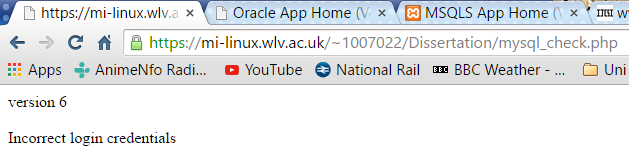 https://mi-linux.wlv.a
Oracle App Home (V
MSQLS App Home (
w
https://mi-linux.wlv.ac.uk/~1007022/Dissertation/mysql_check.php
Apps
AnimeNfo Radi...
YouTube
National Rail
BBC
BBC Weather - ...
Uni
version 6
Incorrect login credentials